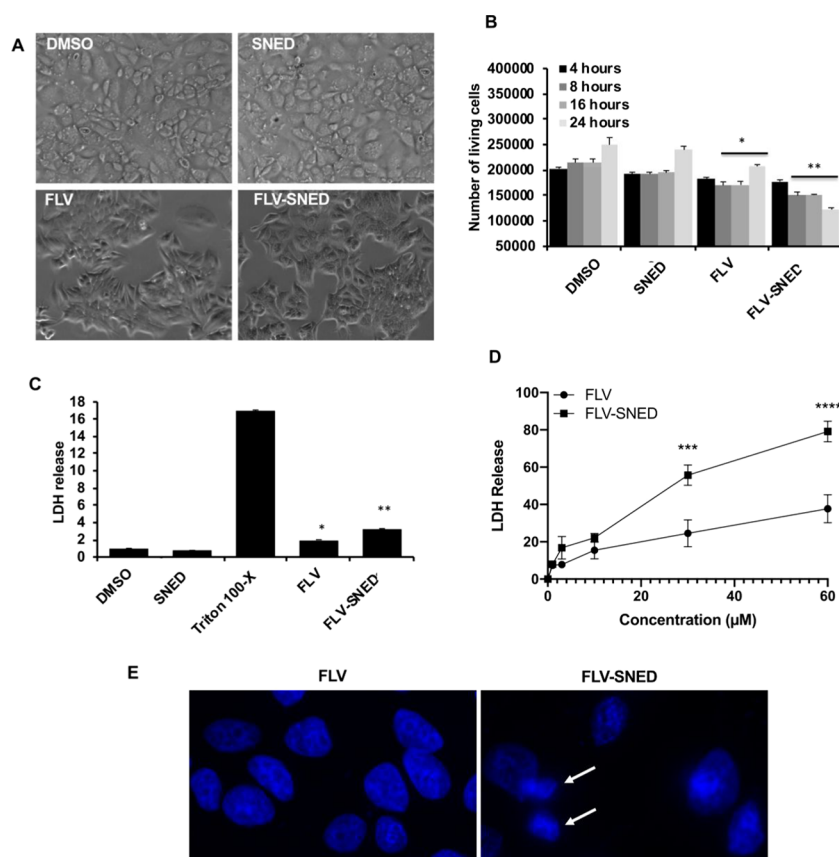 A
DMSO
SNED
FLV
FLV-SNED
B
Number of living cells
400000
350000
300000
250000
200000
150000
100000
50000
4 hours
8 hours
16 hours
24 hours
*
**
DMSO
SNED
FLV
FLV-SNED
C
LDH release
18
16
14
12
10
8
6
4
2
0
*
**
DMSO
SNED
Triton 100-X
FLV
FLV-SNED
D
LDH Release
100
80
60
40
20
0
FLV
FLV-SNED
***
****
0
20
40
60
Concentration (µM)
E
FLV
FLV-SNED